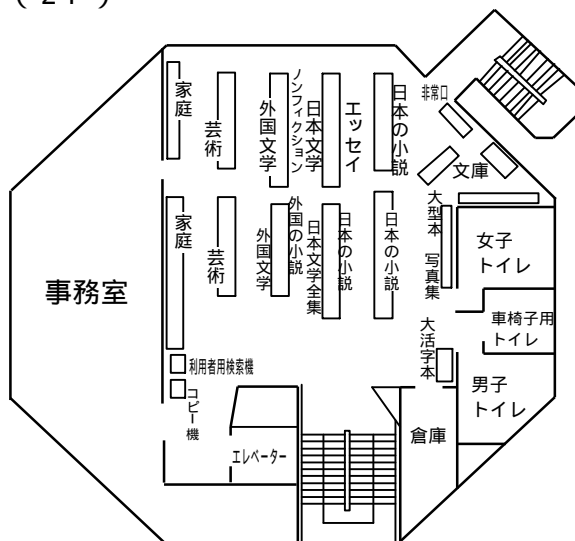 ( 2 1 )
家庭
芸術
外国文学
ノンフィクション
日本文学
エッセイ
日本の小説
非常口
文庫
家庭
芸術
外国文学
外国の小説
日本文学全集
日本の小説
日本の小説
大型本 写真集
女子
トイレ
車椅子用
トイレ
男子
トイレ
大活字本
倉庫
事務室
利用者用検索機
コピー機
エレベーター